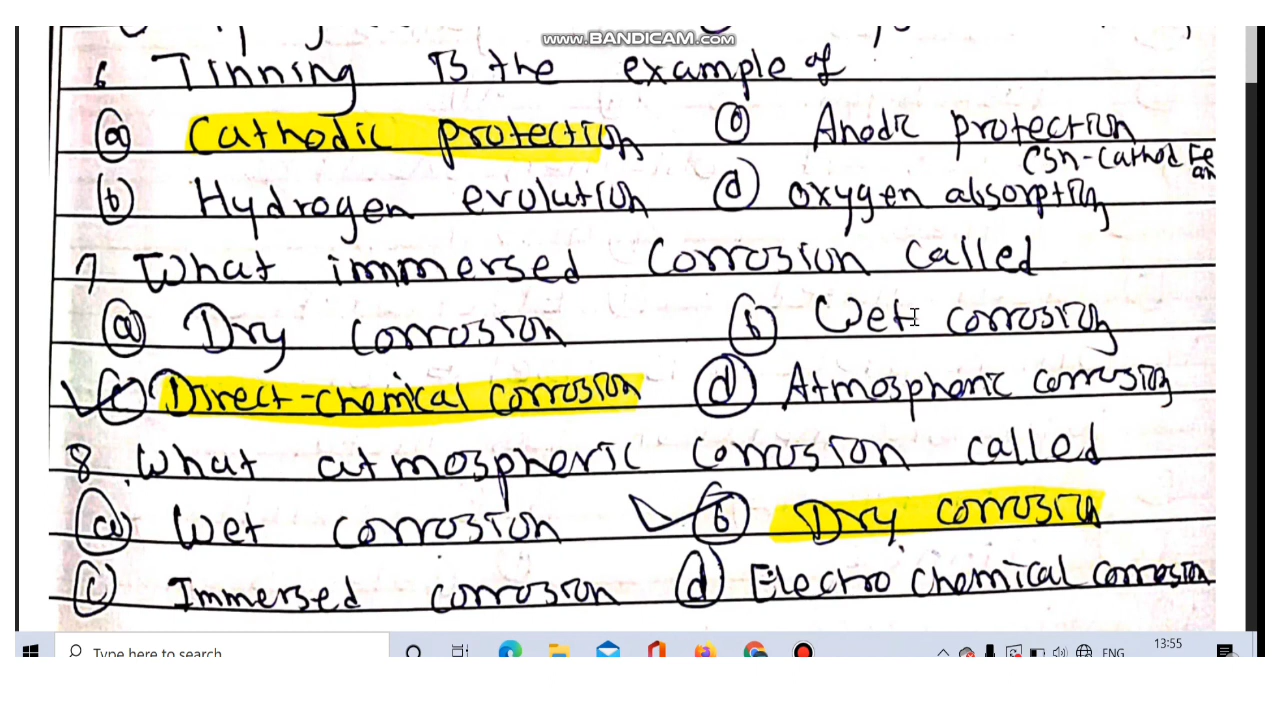 www.BANDICAM.com
6 Tinning is the example of
(a) Cathodic protection (c) Anodic protection
(Sn-Cathod Fe
an
(b) Hydrogen evolution (d) oxygen absorption
7 What immersed corrosion called
(a) Dry corrosion (b) Wet corrosion
(c) Direct-chemical corrosion (d) Atmospheric corrosion
8 What atmospheric corrosion called
(a) Wet corrosion (b) Dry corrosion
(c) Immersed corrosion (d) Electro chemical corrosion
Type here to search
ENG
13:55